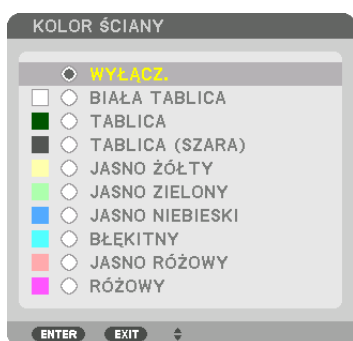 KOLOR ŚCIANY
WYŁĄCZ.
BIAŁA TABLICA
TABLICA
TABLICA (SZARA)
JASNO ŻÓŁTY
JASNO ZIELONY
JASNO NIEBIESKI
BŁĘKITNY
JASNO RÓŻOWY
RÓŻOWY
ENTER EXIT